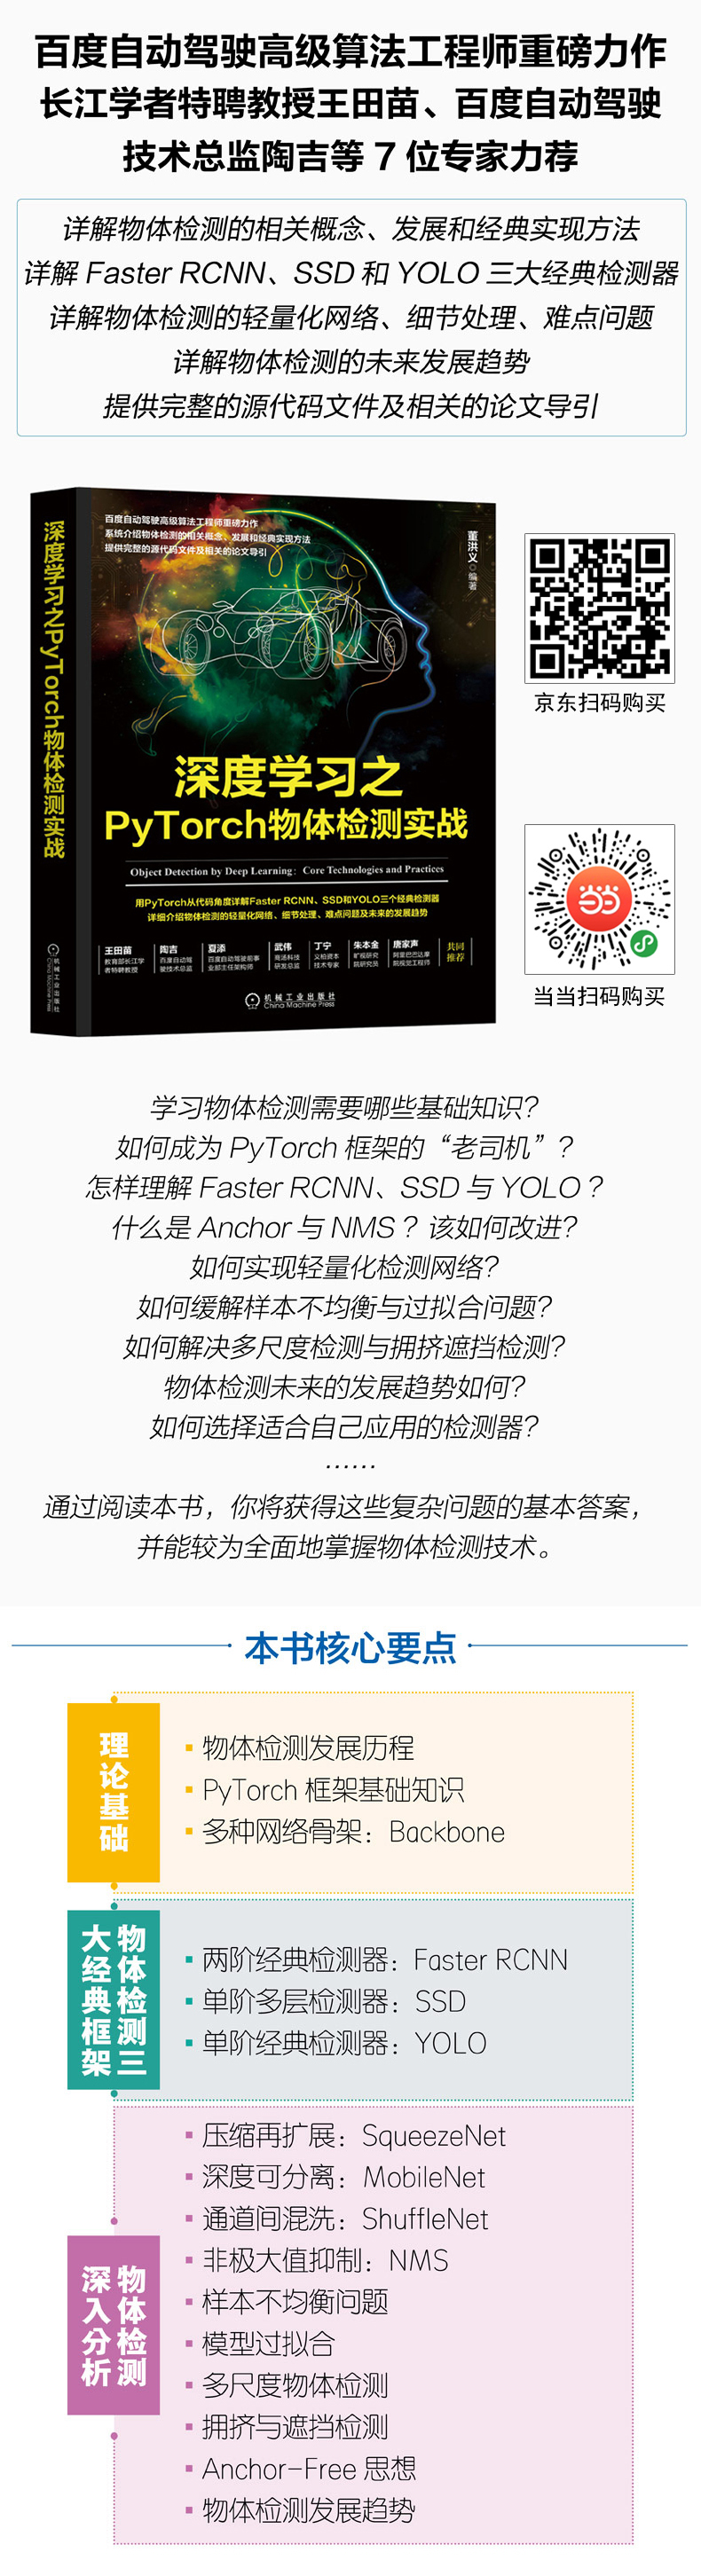 百度自动驾驶高级算法工程师重磅力作
长江学者特聘教授王田苗、百度自动驾驶
技术总监陶吉等 7 位专家力荐
详解物体检测的相关概念、发展和经典实现方法
详解 Faster RCNN、SSD 和 YOLO 三大经典检测器
详解物体检测的轻量化网络、细节处理、难点问题
详解物体检测的未来发展趋势
提供完整的源代码文件及相关的论文导引
深度学习之PyTorch物体检测实战
机械工业出版社
China Machine Press
百度自动驾驶高级算法工程师重磅力作
系统介绍物体检测的相关概念、发展和经典实现方法
提供完整的源代码文件及相关的论文导引
董洪义 ○ 编著
深度学习之
PyTorch物体检测实战
Object Detection by Deep Learning: Core Technologies and Practices
用PyTorch从代码角度详解Faster RCNN、SSD和YOLO三个经典检测器
详细介绍物体检测的轻量化网络、细节处理、难点问题及未来的发展趋势
王田苗
教育部长江学
者特聘教授
陶吉
百度自动驾
驶技术总监
夏添
百度自动驾驶叙事
业部主任架构师
武伟
商汤科技
研发总监
丁宁
义柏资本
技术专家
朱本金
旷视研究
院研究员
唐家声
阿里巴巴达摩
院视觉工程师
共同
推荐
机械工业出版社
China Machine Press
京东扫码购买
当当
当当扫码购买
学习物体检测需要哪些基础知识？
如何成为 PyTorch 框架的“老司机”？
怎样理解 Faster RCNN、SSD 与 YOLO？
什么是 Anchor 与 NMS？该如何改进？
如何实现轻量化检测网络？
如何缓解样本不均衡与过拟合问题？
如何解决多尺度检测与拥挤遮挡检测？
物体检测未来的发展趋势如何？
如何选择适合自己应用的检测器？
……
通过阅读本书，你将获得这些复杂问题的基本答案，
并能较为全面地掌握物体检测技术。
本书核心要点
理论基础
物体检测发展历程
PyTorch 框架基础知识
多种网络骨架：Backbone
物体检测三
大经典框架
两阶经典检测器：Faster RCNN
单阶多层检测器：SSD
单阶经典检测器：YOLO
物体检测
深入分析
压缩再扩展：SqueezeNet
深度可分离：MobileNet
通道间混洗：ShuffleNet
非极大值抑制：NMS
样本不均衡问题
模型过拟合
多尺度物体检测
拥挤与遮挡检测
Anchor-Free 思想
物体检测发展趋势